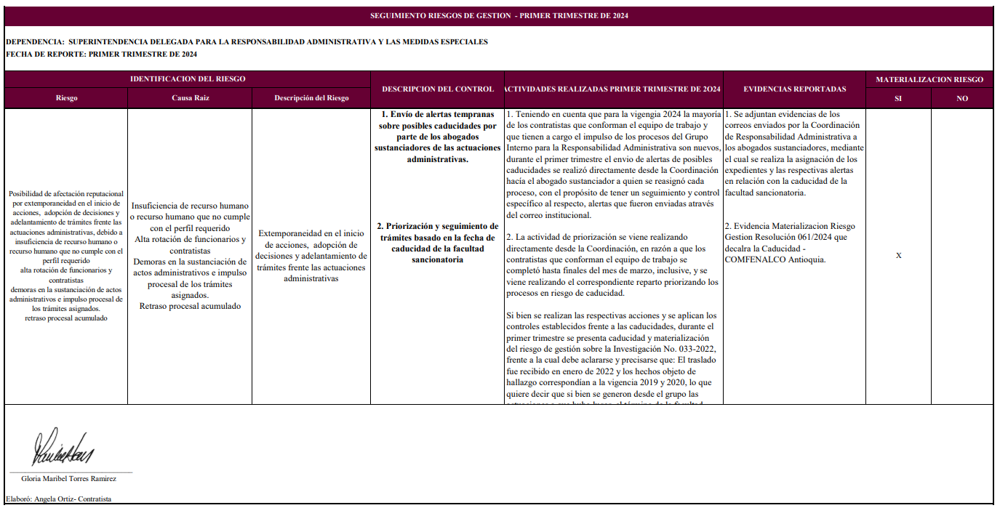 SEGUIMIENTO RIESGOS DE GESTION - PRIMER TRIMESTRE DE 2024
DEPENDENCIA: SUPERINTENDENCIA DELEGADA PARA LA RESPONSABILIDAD ADMINISTRATIVA Y LAS MEDIDAS ESPECIALES
FECHA DE REPORTE: PRIMER TRIMESTRE DE 2024
IDENTIFICACION DEL RIESGO
Riesgo
Causa Raiz
Descripción del Riesgo
DESCRIPCION DEL CONTROL
ACTIVIDADES REALIZADAS PRIMER TRIMESTRE DE 2O24
EVIDENCIAS REPORTADAS
MATERIALIZACION RIESGO
SI
NO
Posibilidad de afectación reputacional
por extemporaneidad en el inicio de
acciones, adopción de decisiones y
adelantamiento de trámites frente las
actuaciones administrativas, debido a
insuficiencia de recurso humano o
recurso humano que no cumple con el
perfil requerido
alta rotación de funcionarios y
contratistas
demoras en la sustanciación de actos
administrativos e impulso procesal de
los trámites asignados.
retraso procesal acumulado
Insuficiencia de recurso humano
o recurso humano que no cumple
con el perfil requerido
Alta rotación de funcionarios y
contratistas
Demoras en la sustanciación de
actos administrativos e impulso
procesal de los trámites
asignados.
Retraso procesal acumulado
Extemporaneidad en el inicio
de acciones, adopción de
decisiones y adelantamiento de
trámites frente las actuaciones
administrativas
1. Envío de alertas tempranas
sobre posibles caducidades por
parte de los abogados
sustanciadores de las actuaciones
administrativas.
2. Priorización y seguimiento de
trámites basado en la fecha de
caducidad de la facultad
sancionatoria
1. Teniendo en cuenta que para la vigengia 2024 la mayoría
de los contratistas que conforman el equipo de trabajo y
que tienen a cargo el impulso de los procesos del Grupo
Interno para la Responsabilidad Administrativa son nuevos,
durante el primer trimestre el envio de alertas de posibles
caducidades se realizó directamente desde la Coordinación
hacía el abogado sustanciador a quien se reasignó cada
proceso, con el propósito de tener un seguimiento y control
específico al respecto, alertas que fueron enviadas através
del correo institucional.
2. La actividad de priorización se viene realizando
directamente desde la Coordinación, en razón a que los
contratistas que conforman el equipo de trabajo se
completó hasta finales del mes de marzo, inclusive, y se
viene realizando el correspondiente reparto priorizando los
procesos en riesgo de caducidad.
Si bien se realizan las respectivas acciones y se aplican los
controles establecidos frente a las caducidades, durante el
primer trimestre se presenta caducidad y materialización
del riesgo de gestión sobre la Investigación No. 033-2022,
frente a la cual debe aclararse y precisarse que: El traslado
fue recibido en enero de 2022 y los hechos objeto de
hallazgo correspondían a la vigencia 2019 y 2020, lo que
quiere decir que si bien se generon desde el grupo las
1. Se adjuntan evidencias de los
correos enviados por la Coordinación
de Responsabilidad Administrativa a
los abogados sustanciadores, mediante
el cual se realiza la asignación de los
expedientes y las respectivas alertas
en relación con la caducidad de la
facultad sancionatoria.
2. Evidencia Materializacion Riesgo
Gestion Resolución 061/2024 que
decalra la Caducidad -
COMFENALCO Antioquia.
X
Gloria Maribel Torres Ramirez
Elaboró: Angela Ortiz- Contratista